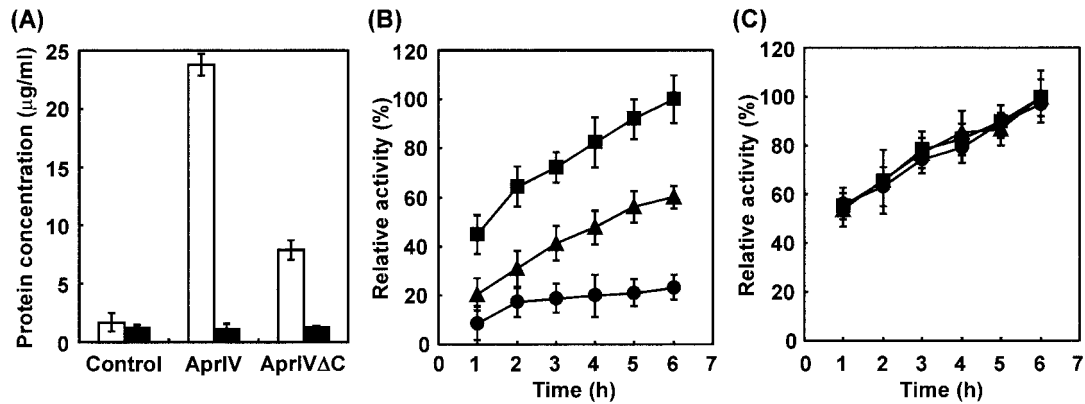 (A)
Protein concentration (μg/ml)
25
20
15
10
5
0
Control AprIV AprIVΔC
(B)
Relative activity (%)
120
100
80
60
40
20
0
0 1 2 3 4 5 6 7
Time (h)
(C)
Relative activity (%)
120
100
80
60
40
20
0
0 1 2 3 4 5 6 7
Time (h)